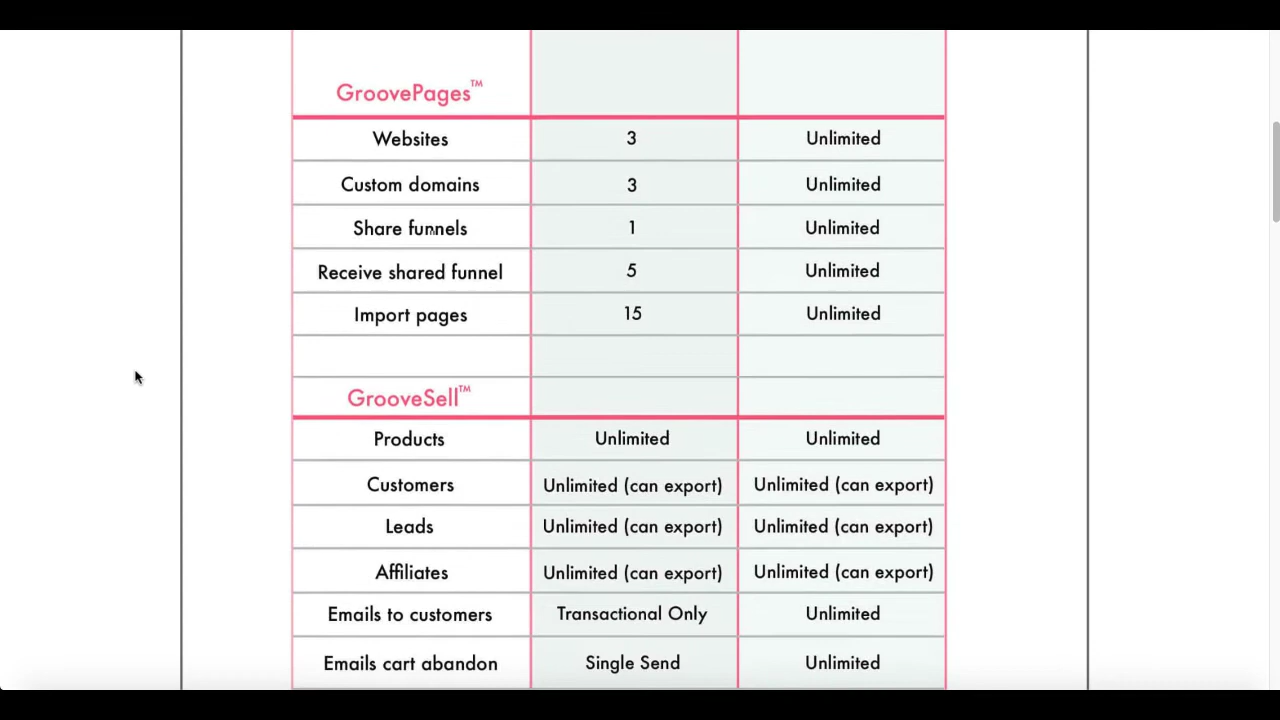 GroovePages™
Websites 3 Unlimited
Custom domains 3 Unlimited
Share funnels 1 Unlimited
Receive shared funnel 5 Unlimited
Import pages 15 Unlimited
GrooveSell™
Products Unlimited Unlimited
Customers Unlimited (can export) Unlimited (can export)
Leads Unlimited (can export) Unlimited (can export)
Affiliates Unlimited (can export) Unlimited (can export)
Emails to customers Transactional Only Unlimited
Emails cart abandon Single Send Unlimited